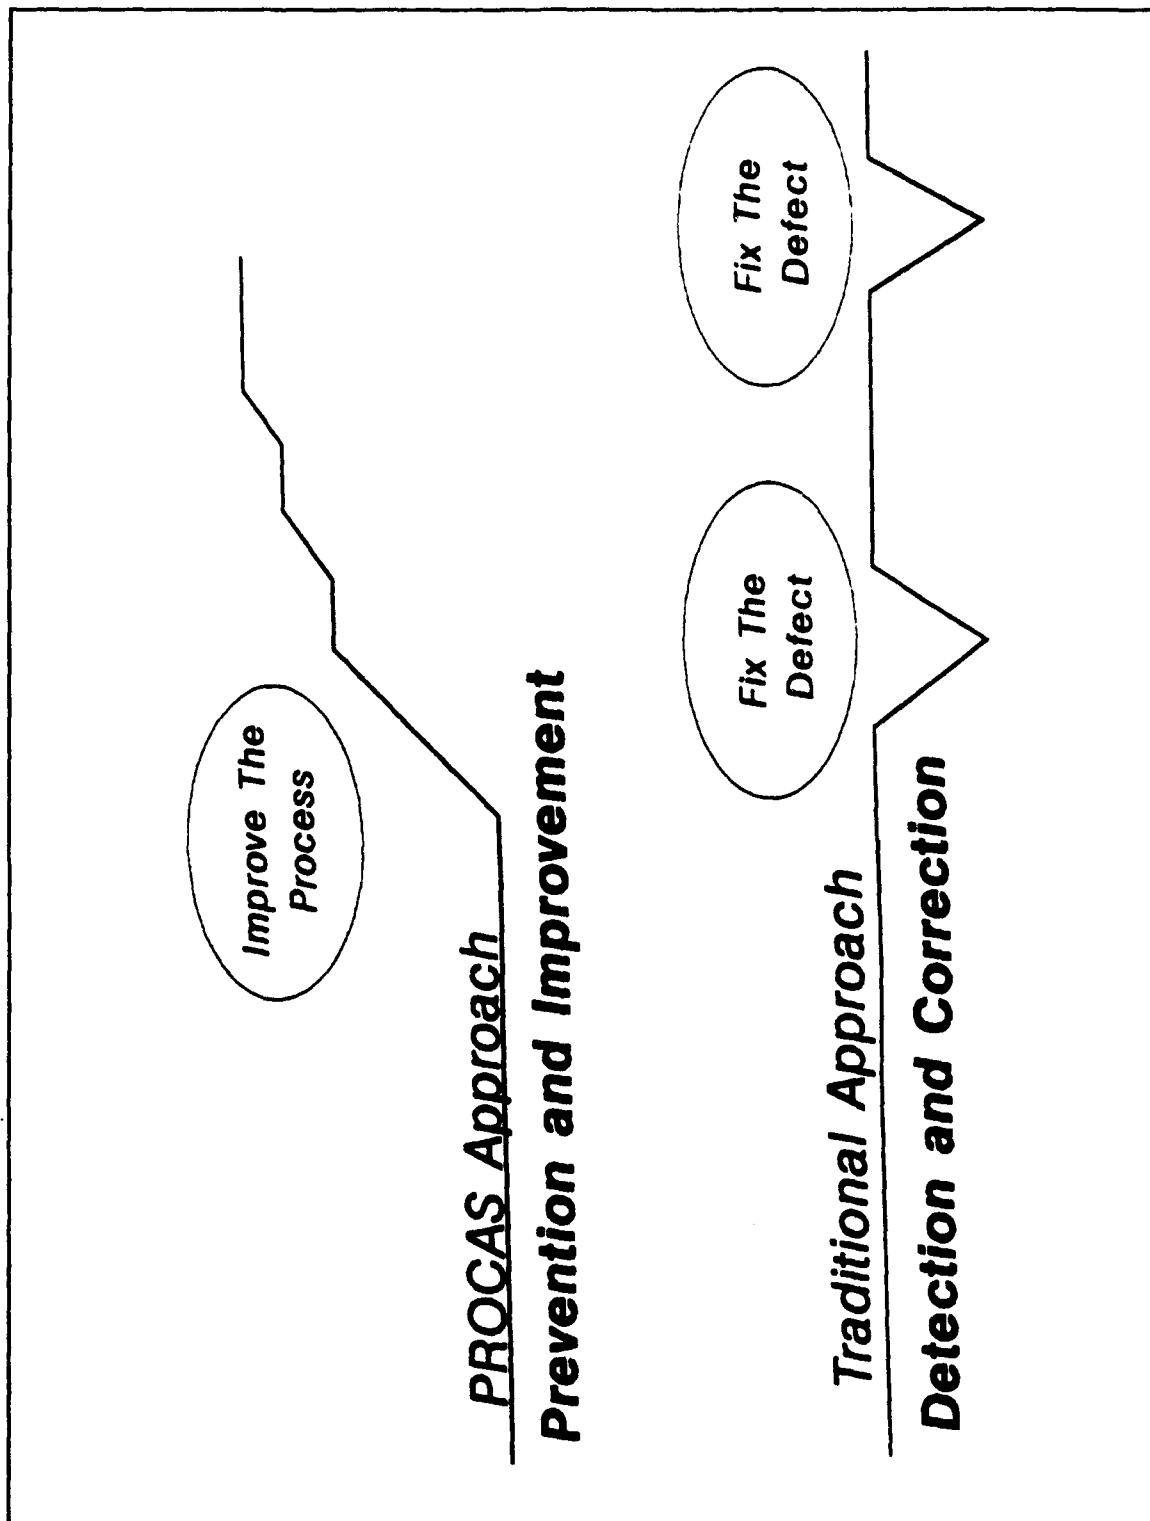 Improve The
Process
PROCAS Approach
Prevention and Improvement
Fix The
Defect
Fix The
Defect
Traditional Approach
Detection and Correction